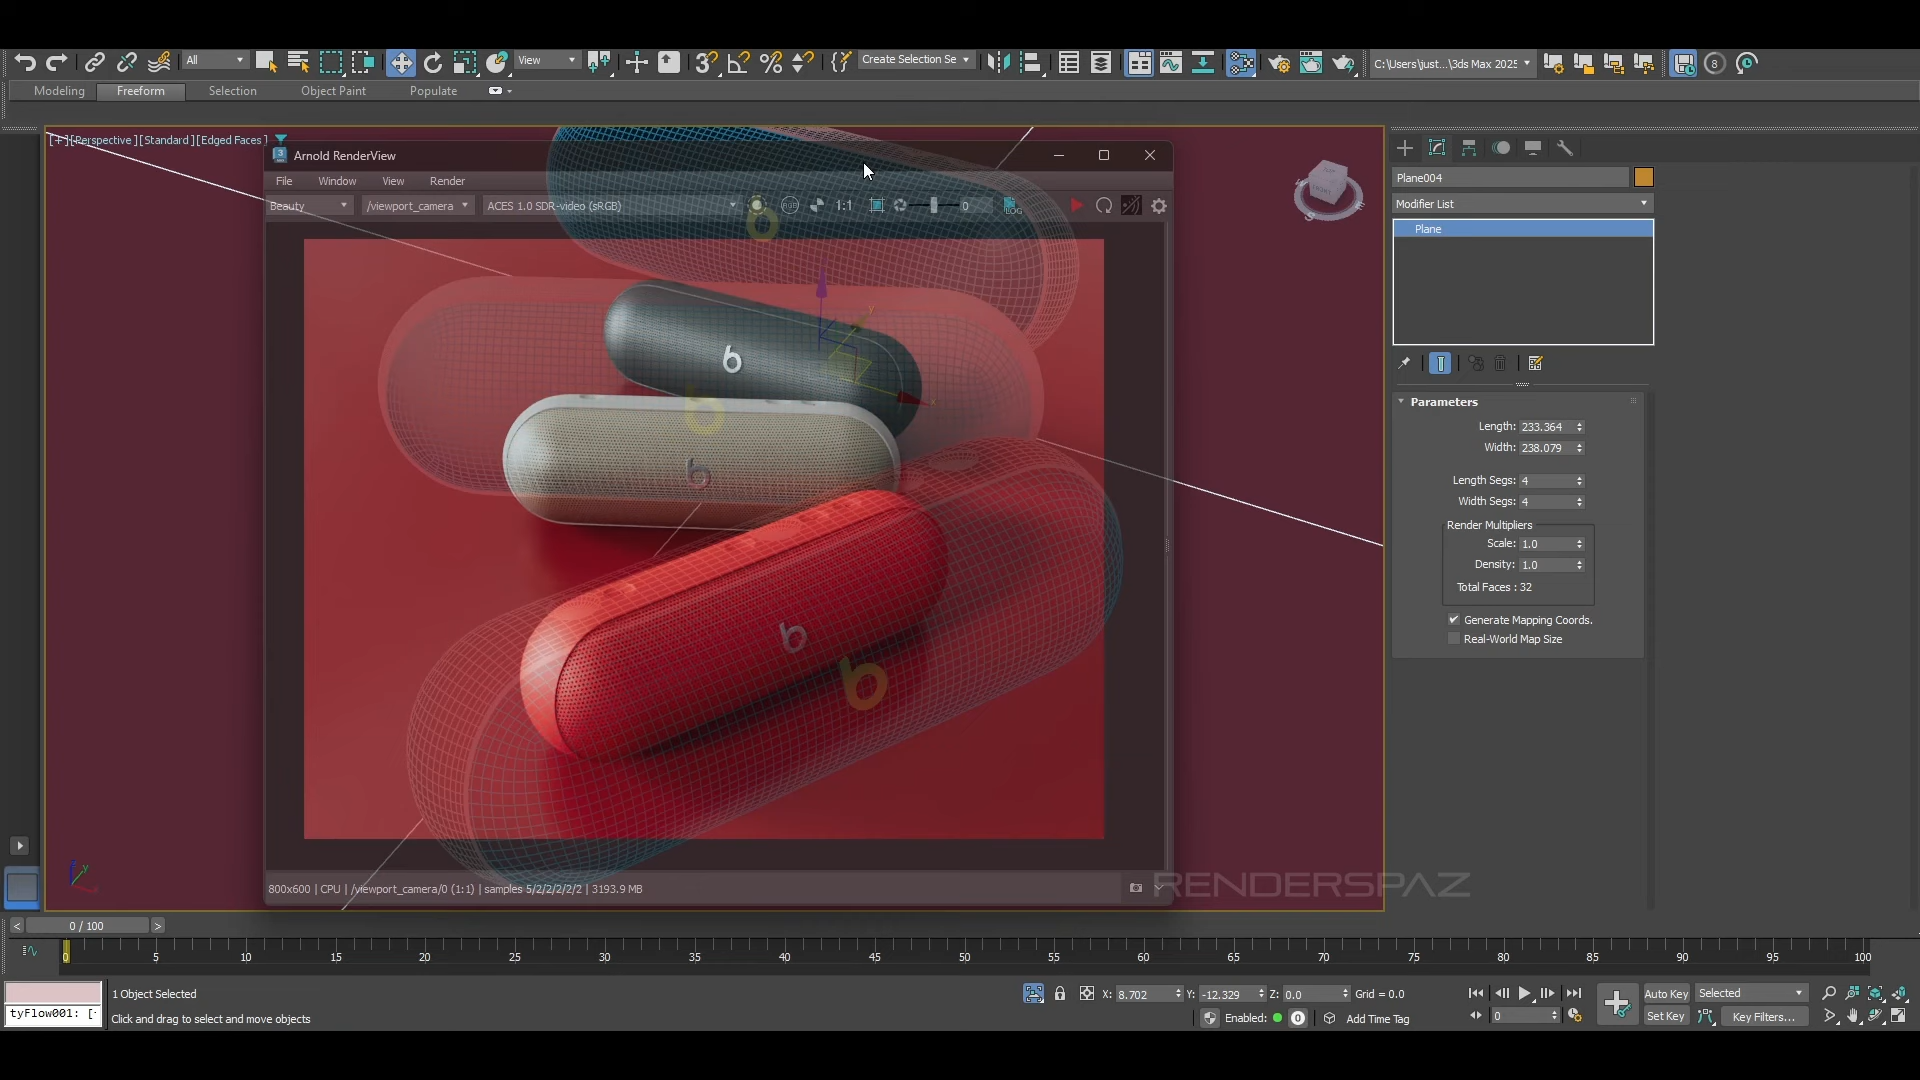 All
View
Create Selection Se
C:\Users\just...\3ds Max 2025
8
Modeling
Freeform
Selection
Object Paint
Populate
[+][Perspective][Standard][Edged Faces]
Arnold RenderView
File
Window
View
Render
Beauty
/viewport_camera
ACES 1.0 SDR-video (sRGB)
RGB
1:1
0
LOG
b
b
b
b
b
b
800x600 | CPU | /viewport_camera/0 (1:1) | samples 5/2/2/2/2/2 | 3193.9 MB
RENDERSPAZ
Plane004
Modifier List
Plane
Parameters
Length: 233.364
Width: 238.079
Length Segs: 4
Width Segs: 4
Render Multipliers
Scale: 1.0
Density: 1.0
Total Faces : 32
Generate Mapping Coords.
Real-World Map Size
< 0 / 100 >
0 5 10 15 20 25 30 35 40 45 50 55 60 65 70 75 80 85 90 95 100
1 Object Selected
X: 8.702 Y: -12.329 Z: 0.0 Grid = 0.0
Auto Key
Selected
tyFlow001: [
Click and drag to select and move objects
Enabled:
0
Add Time Tag
0
Set Key
Key Filters...